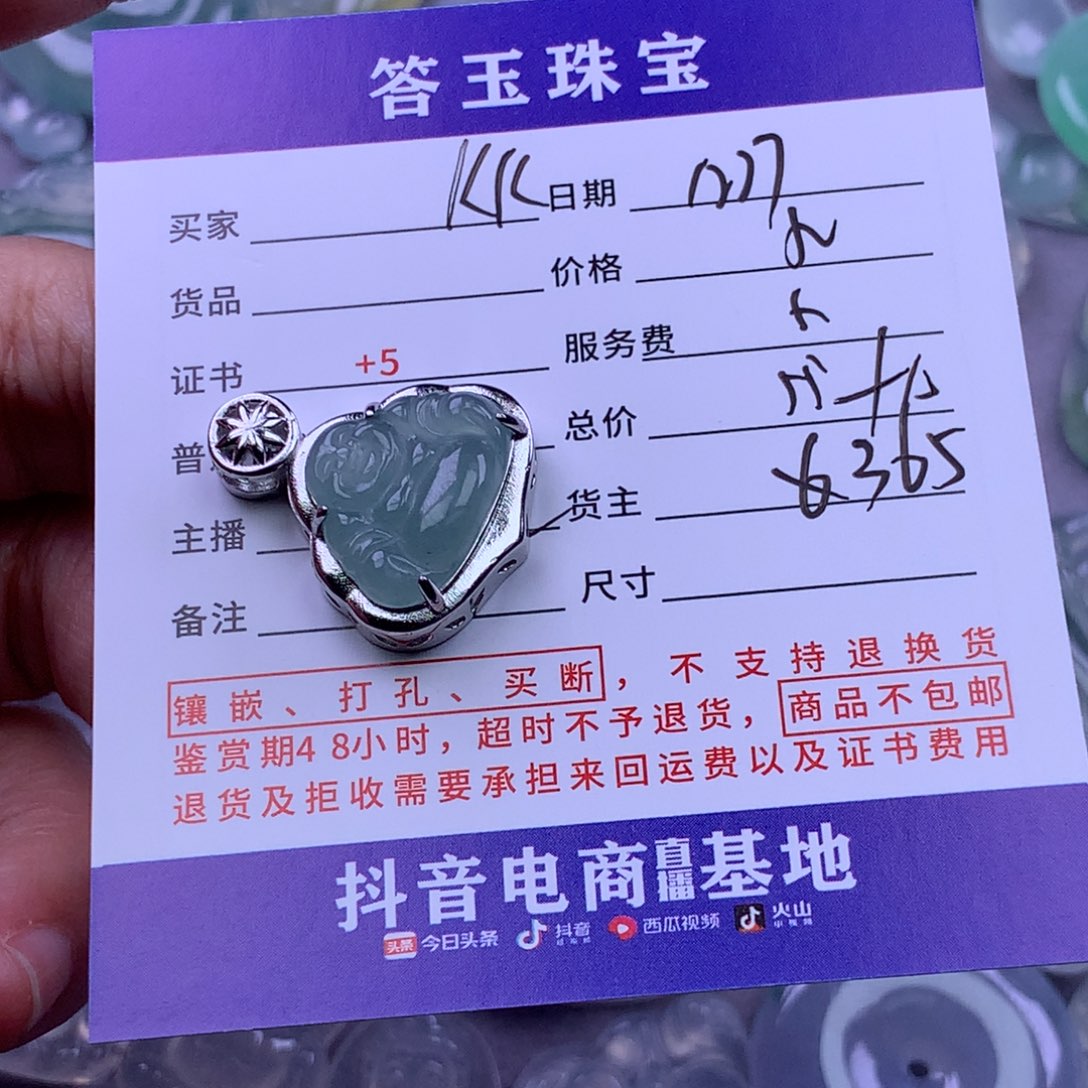 答玉珠宝
买家 KK 日期 1227
货品 价格
证书 +5 服务费
普 总价
主播 货主 6365
备注 尺寸
镶嵌、打孔、买断，不支持退换货
鉴赏期48小时，超时不予退货，商品不包邮
退货及拒收需要承担来回运费以及证书费用
抖音电商直播基地
头条 今日头条 抖音 西瓜视频 火山